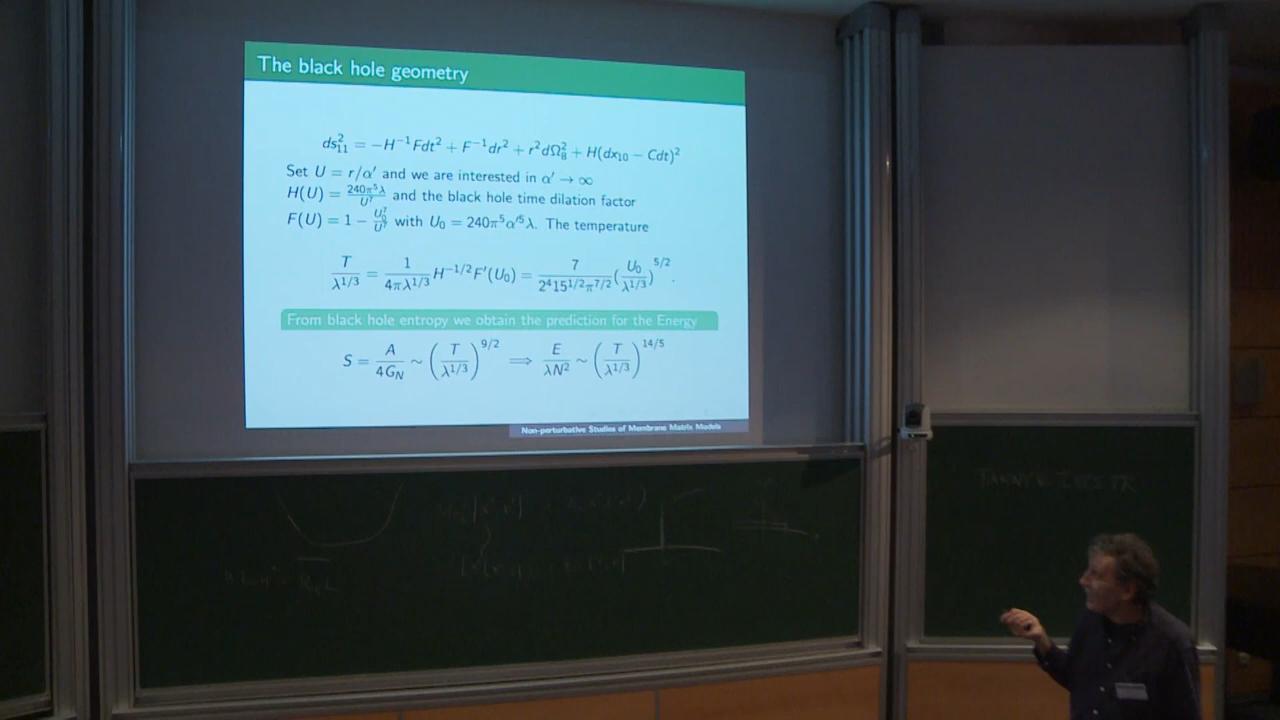 The black hole geometry
ds²₁₁ = −H⁻¹Fdt² + F⁻¹dr² + r²dΩ²₈ + H(dx₁₀ − Cdt)²
Set U = r/α′ and we are interested in α′ → ∞
H(U) = 240π⁵λ/U⁷ and the black hole time dilation factor
F(U) = 1 − U₀⁷/U⁷ with U₀ = 240π⁵α′⁵λ. The temperature
T/λ^{1/3} = 1/(4πλ^{1/3}) H^{−1/2}F′(U₀) = 7/(2⁴15^{1/2}π^{7/2}) (U₀/λ^{1/3})^{5/2}.
From black hole entropy we obtain the prediction for the Energy
S = A/(4G_N) ∼ (T/λ^{1/3})^{9/2} ⟹ E/(λN²) ∼ (T/λ^{1/3})^{14/5}
Non-perturbative Studies of Membrane Matrix Models